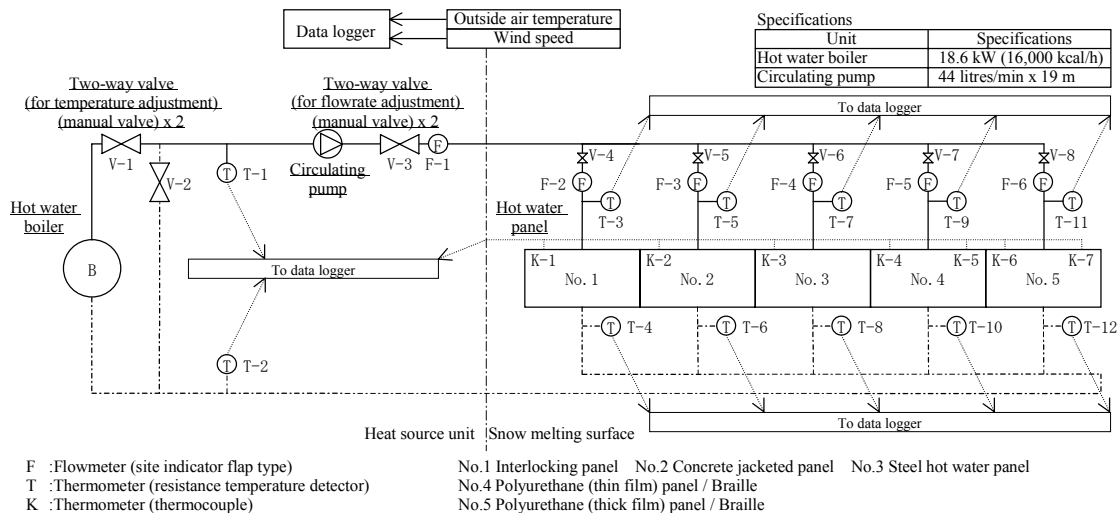 Data logger
Outside air temperature
Wind speed
Specifications
Unit Specifications
Hot water boiler 18.6 kW (16,000 kcal/h)
Circulating pump 44 litres/min x 19 m
Two-way valve
(for temperature adjustment)
(manual valve) x 2
Two-way valve
(for flowrate adjustment)
(manual valve) x 2
To data logger
V-1
V-2
T T-1
Circulating
pump
V-3
F
F-1
V-4
V-5
V-6
V-7
V-8
F-2 F
F-3 F
F-4 F
F-5 F
F-6 F
T
T-3
T
T-5
T
T-7
T
T-9
T
T-11
Hot water
boiler
B
Hot water
panel
To data logger
K-1
No.1
K-2
No.2
K-3
No.3
K-4 K-5
No.4
K-6 K-7
No.5
T T-2
T T-4
T T-6
T T-8
T T-10
T T-12
To data logger
Heat source unit
Snow melting surface
F :Flowmeter (site indicator flap type)
T :Thermometer (resistance temperature detector)
K :Thermometer (thermocouple)
No.1 Interlocking panel No.2 Concrete jacketed panel No.3 Steel hot water panel
No.4 Polyurethane (thin film) panel / Braille
No.5 Polyurethane (thick film) panel / Braille